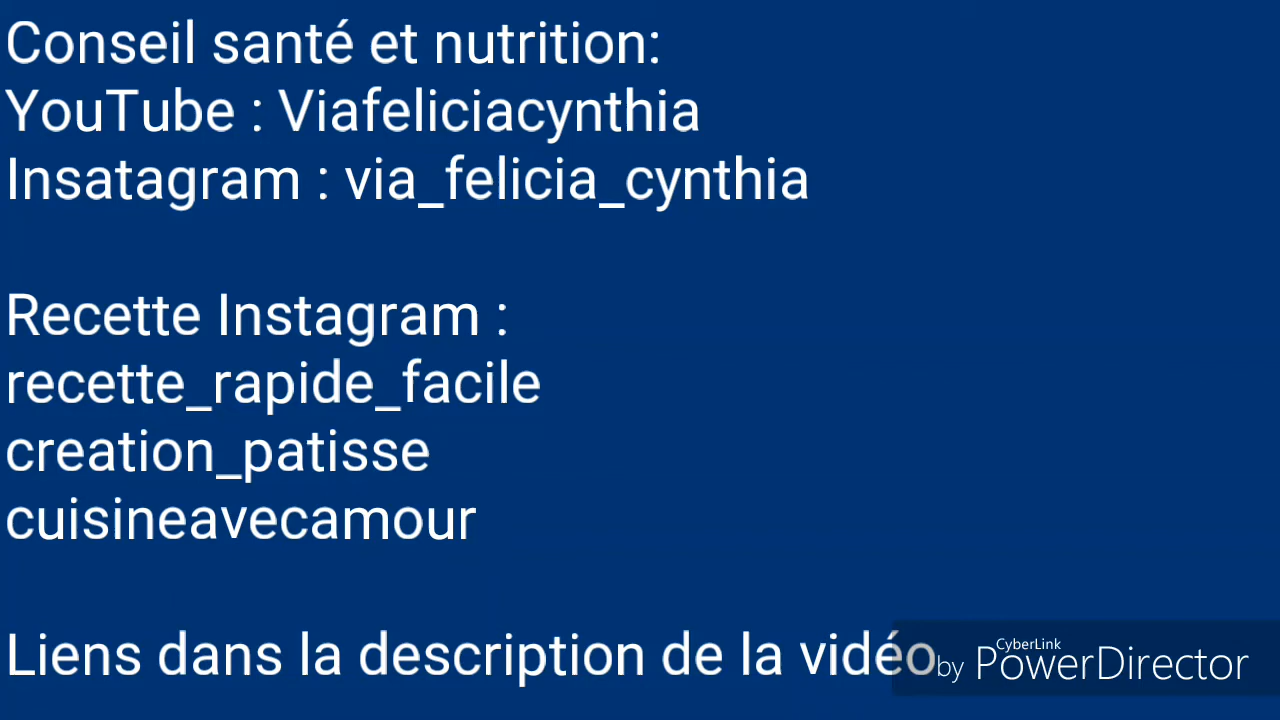 Conseil santé et nutrition:
YouTube : Viafeliciacynthia
Insatagram : via_felicia_cynthia
Recette Instagram :
recette_rapide_facile
creation_patisse
cuisineavecamour
Liens dans la description de la vidéo
CyberLink
by PowerDirector